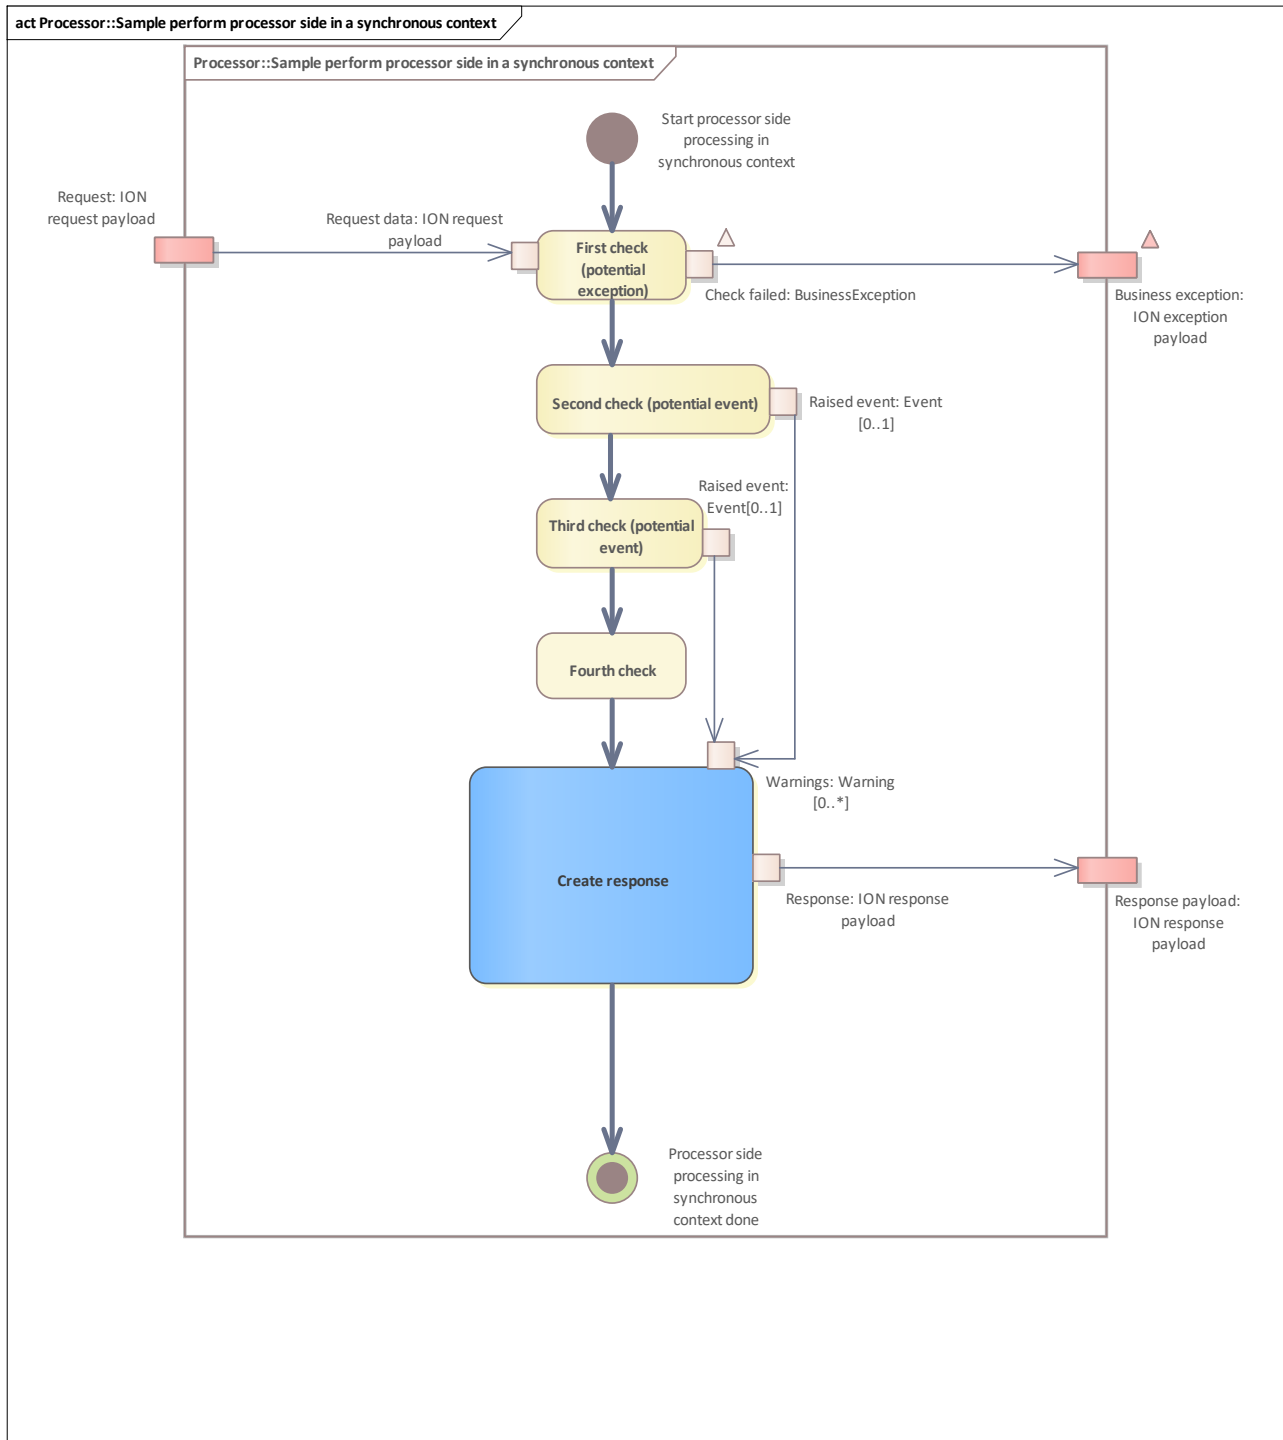 act Processor::Sample perform processor side in a synchronous context
Processor::Sample perform processor side in a synchronous context
Start processor side
processing in
synchronous context
Request: ION
request payload
Request data: ION request
payload
First check
(potential
exception)
Check failed: BusinessException
Business exception:
ION exception
payload
Second check (potential event)
Raised event: Event
[0..1]
Raised event:
Event[0..1]
Third check (potential
event)
Fourth check
Warnings: Warning
[0..*]
Create response
Response: ION response
payload
Response payload:
ION response
payload
Processor side
processing in
synchronous
context done